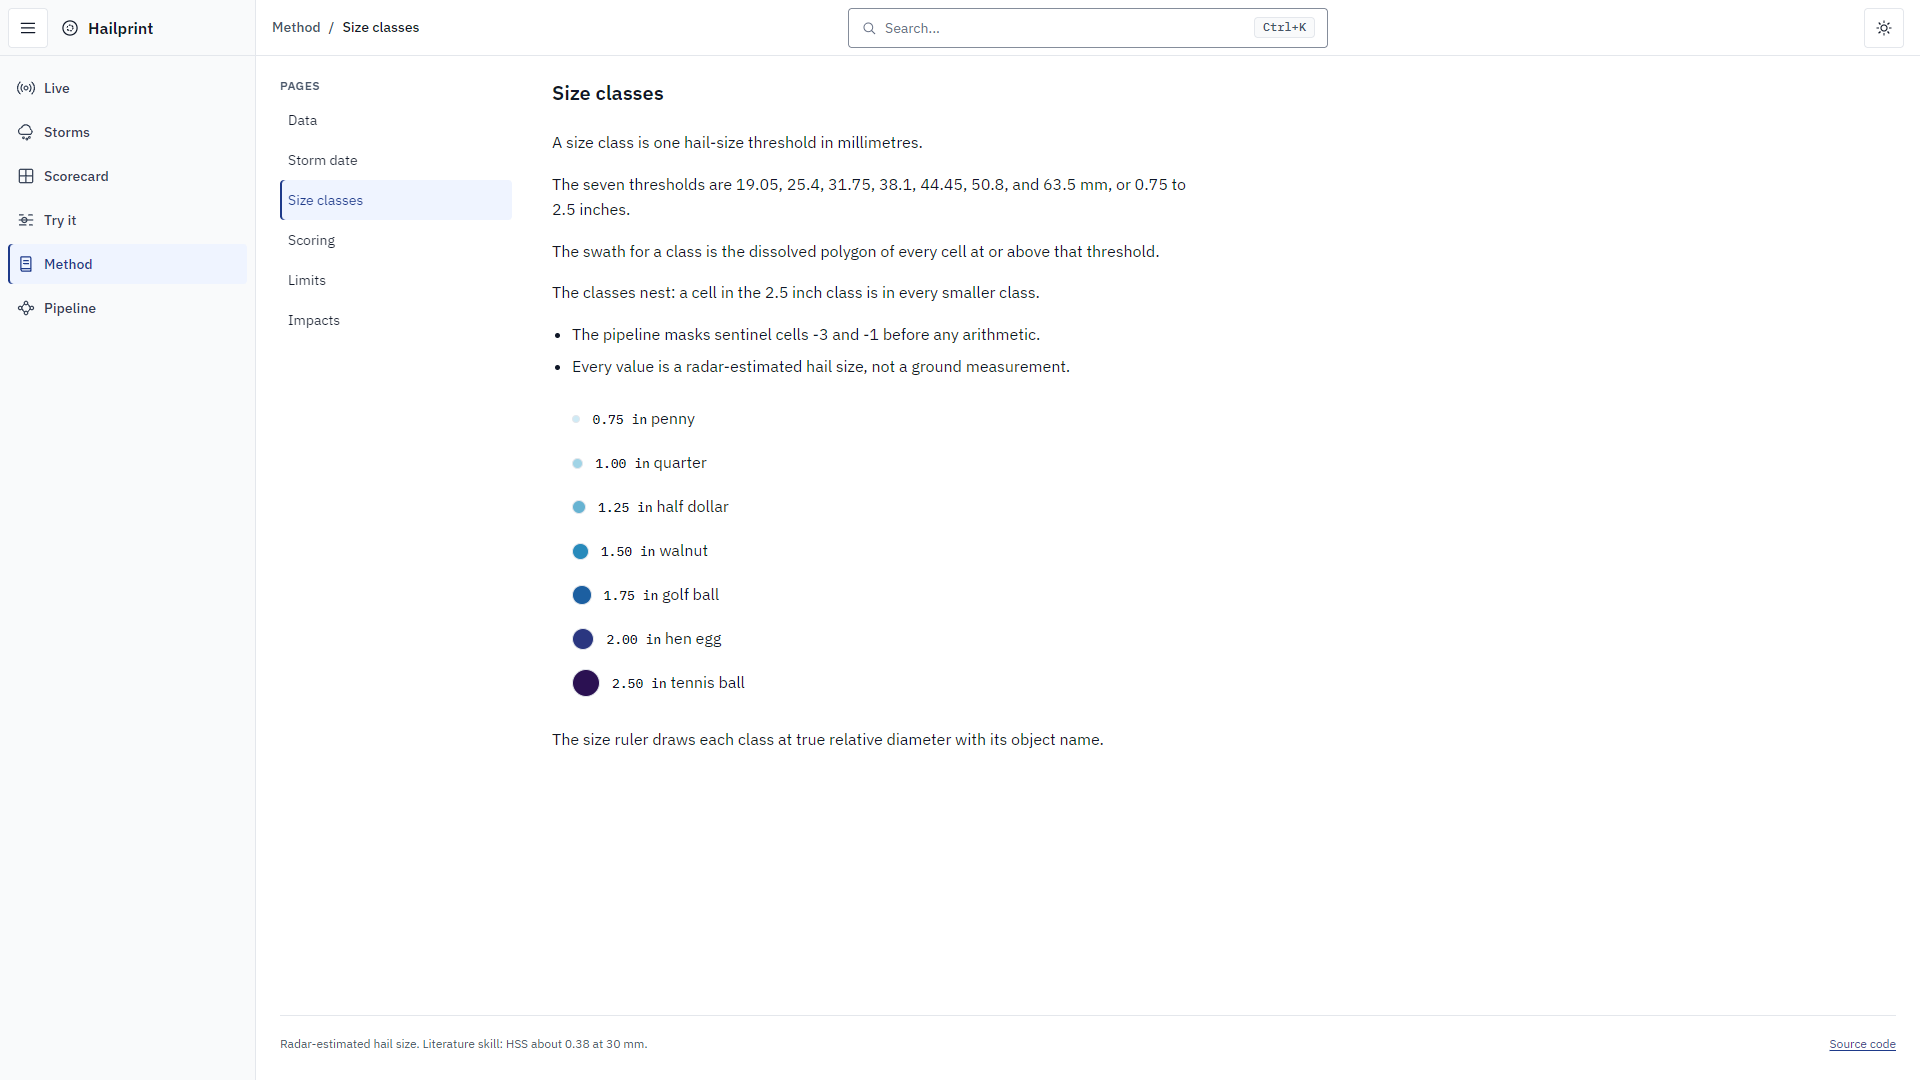 Hailprint
Method / Size classes
Search...
Ctrl+K
Live
Storms
Scorecard
Try it
Method
Pipeline
PAGES
Data
Storm date
Size classes
Scoring
Limits
Impacts
Size classes
A size class is one hail-size threshold in millimetres.
The seven thresholds are 19.05, 25.4, 31.75, 38.1, 44.45, 50.8, and 63.5 mm, or 0.75 to
2.5 inches.
The swath for a class is the dissolved polygon of every cell at or above that threshold.
The classes nest: a cell in the 2.5 inch class is in every smaller class.
• The pipeline masks sentinel cells -3 and -1 before any arithmetic.
• Every value is a radar-estimated hail size, not a ground measurement.
0.75 in penny
1.00 in quarter
1.25 in half dollar
1.50 in walnut
1.75 in golf ball
2.00 in hen egg
2.50 in tennis ball
The size ruler draws each class at true relative diameter with its object name.
Radar-estimated hail size. Literature skill: HSS about 0.38 at 30 mm.
Source code